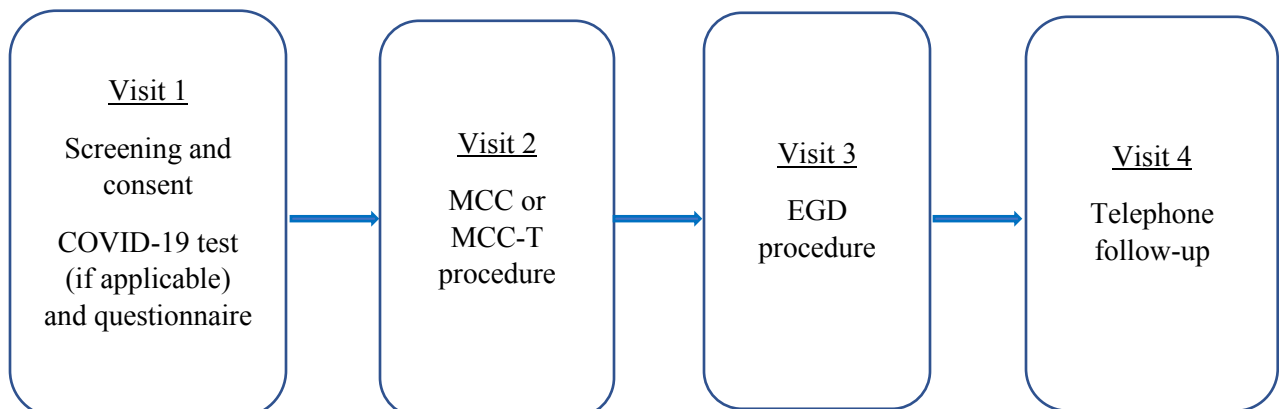 Visit 1
Screening and
consent
COVID-19 test
(if applicable)
and questionnaire
Visit 2
MCC or
MCC-T
procedure
Visit 3
EGD
procedure
Visit 4
Telephone
follow-up